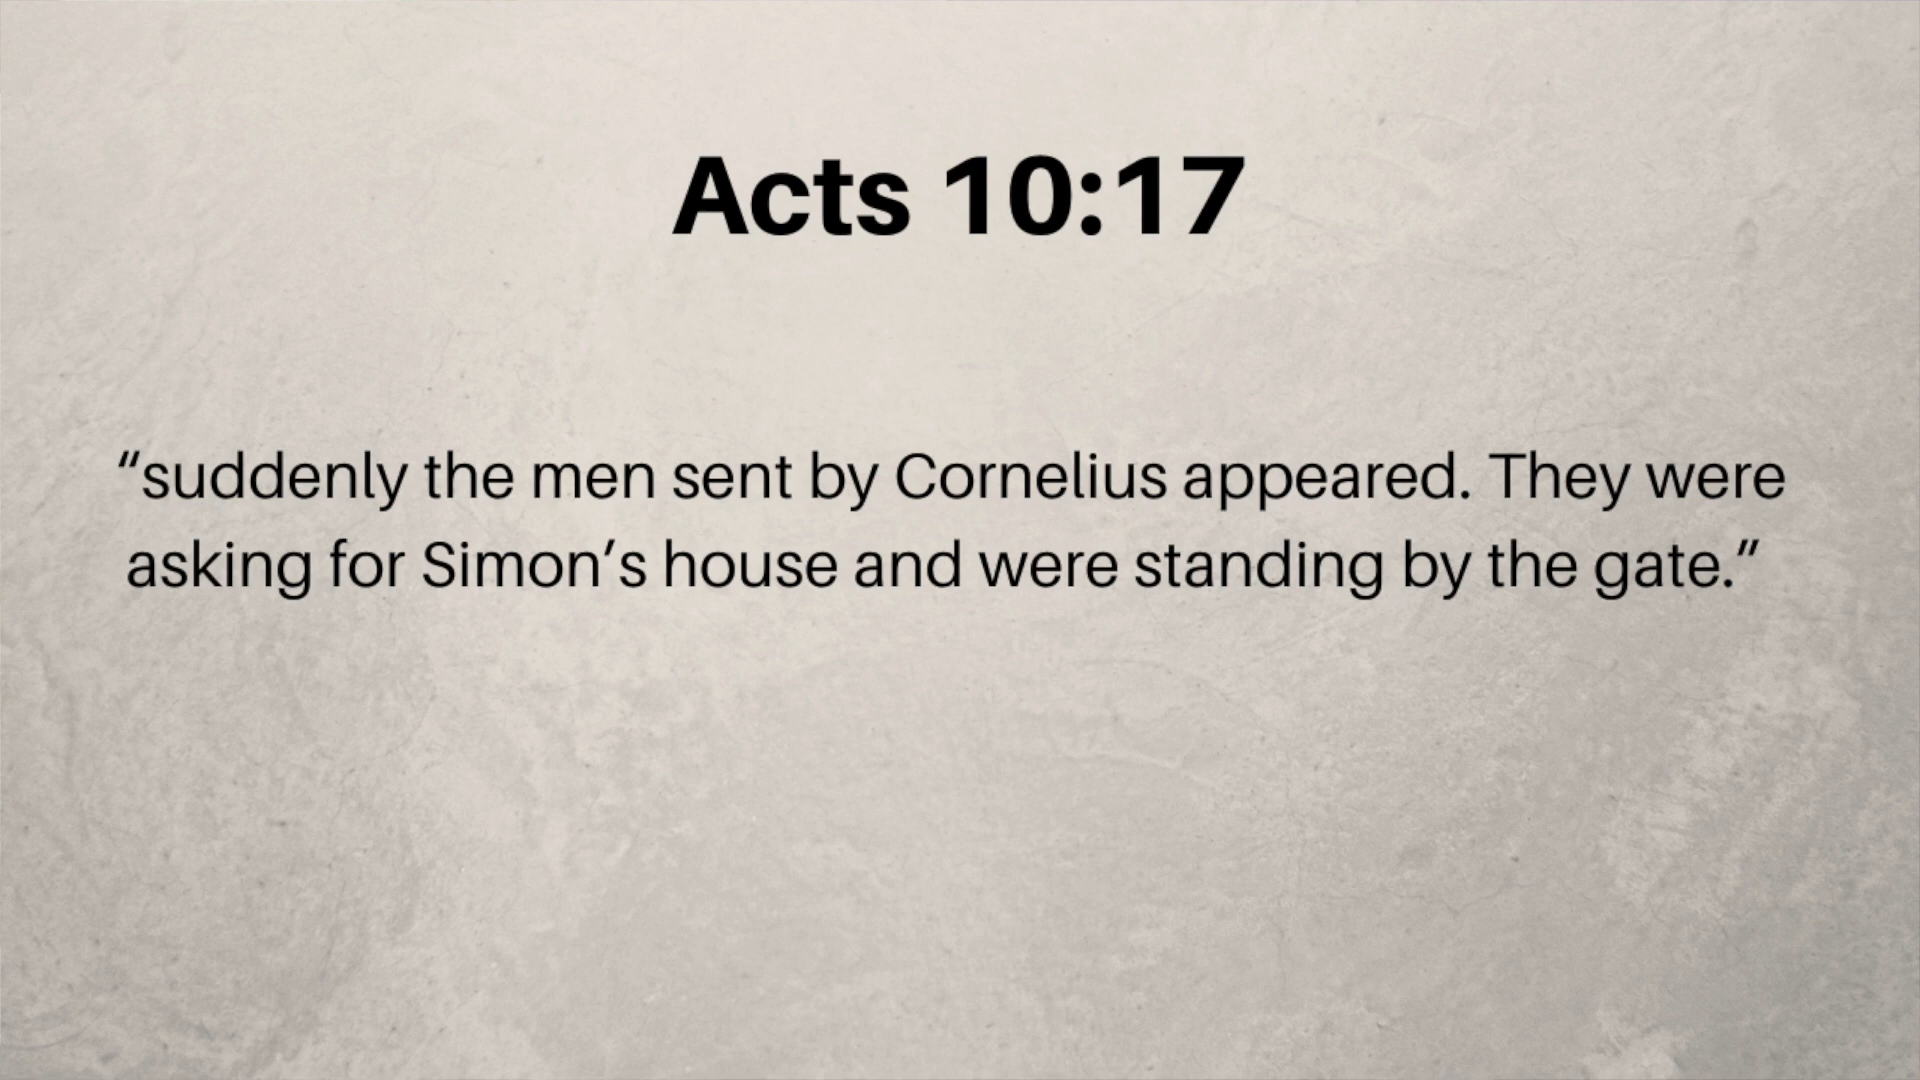 Acts 10:17
“suddenly the men sent by Cornelius appeared. They were
asking for Simon’s house and were standing by the gate.”